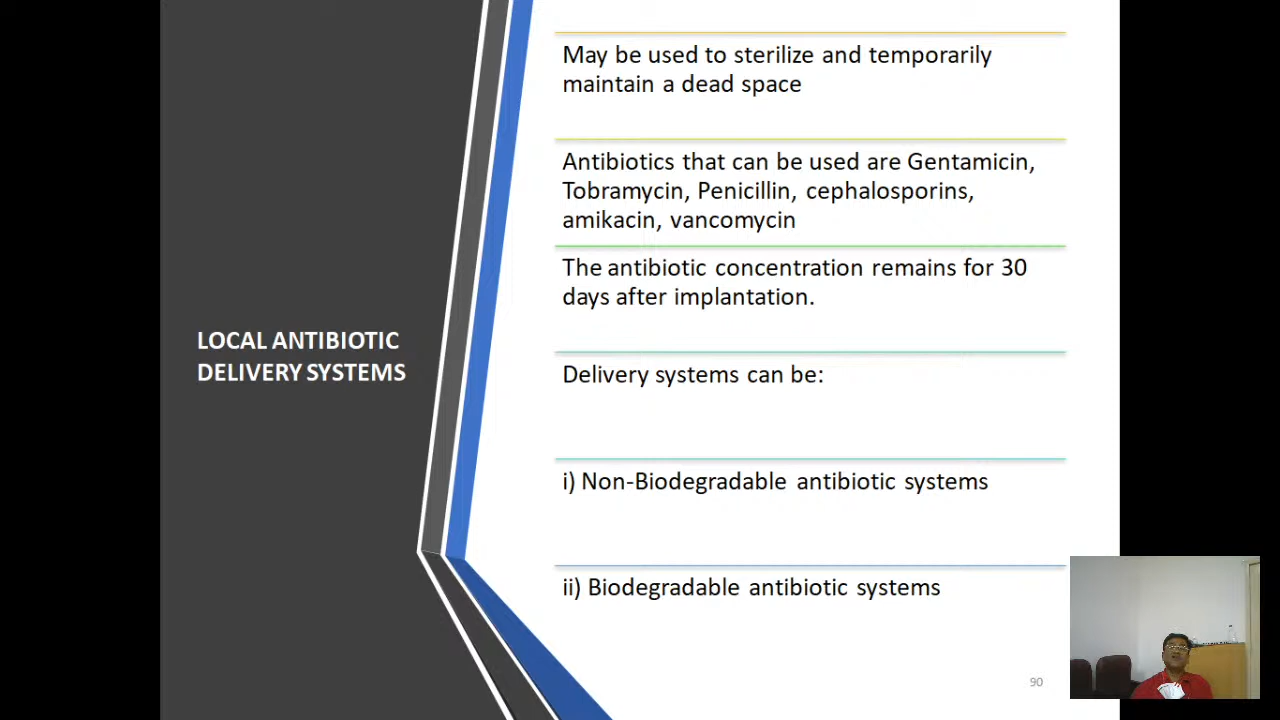 LOCAL ANTIBIOTIC
DELIVERY SYSTEMS
May be used to sterilize and temporarily
maintain a dead space
Antibiotics that can be used are Gentamicin,
Tobramycin, Penicillin, cephalosporins,
amikacin, vancomycin
The antibiotic concentration remains for 30
days after implantation.
Delivery systems can be:
i) Non-Biodegradable antibiotic systems
ii) Biodegradable antibiotic systems
90